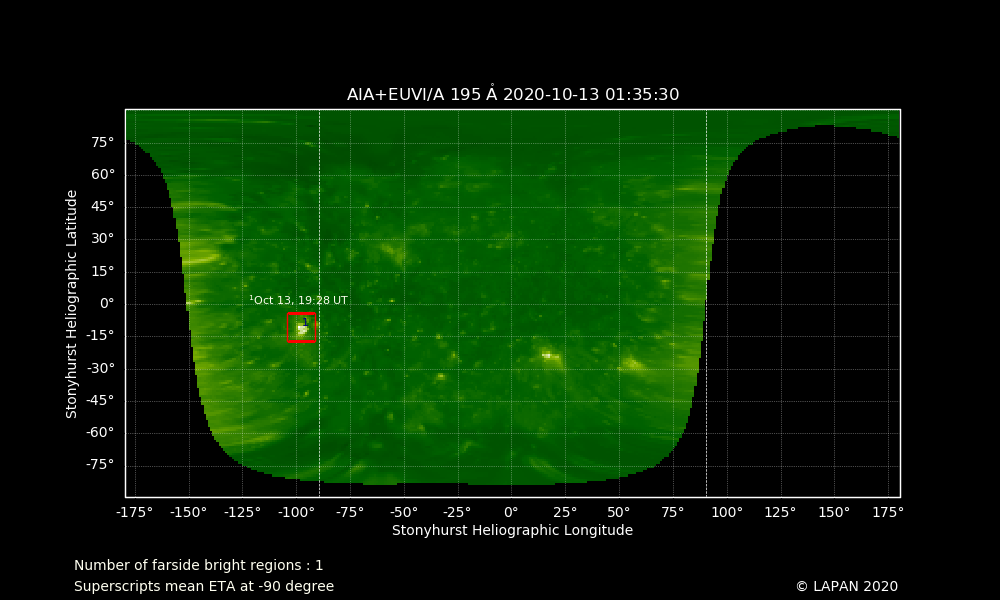 AIA+EUVI/A 195 Å 2020-10-13 01:35:30
Stonyhurst Heliographic Latitude
75°
60°
45°
30°
15°
0°
-15°
-30°
-45°
-60°
-75°
¹Oct 13, 19:28 UT
1
-175° -150° -125° -100° -75° -50° -25° 0° 25° 50° 75° 100° 125° 150° 175°
Stonyhurst Heliographic Longitude
Number of farside bright regions : 1
Superscripts mean ETA at -90 degree
© LAPAN 2020